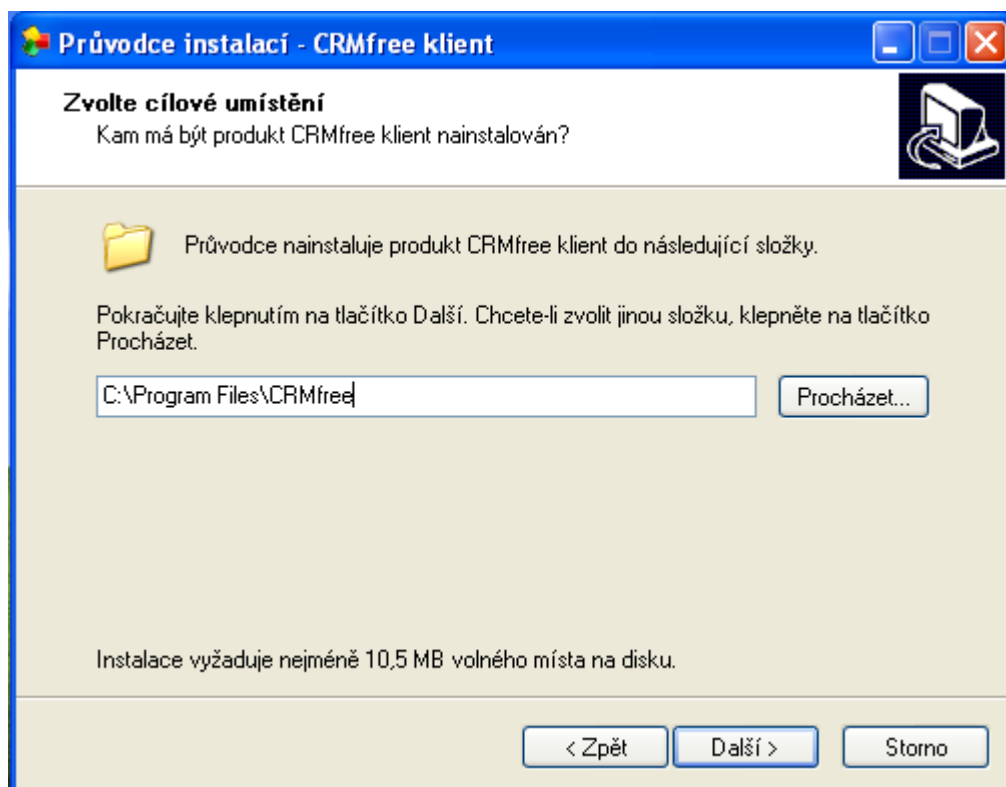 Průvodce instalací - CRMfree klient
Zvolte cílové umístění
Kam má být produkt CRMfree klient nainstalován?
Průvodce nainstaluje produkt CRMfree klient do následující složky.
Pokračujte klepnutím na tlačítko Další. Chcete-li zvolit jinou složku, klepněte na tlačítko
Procházet.
C:\Program Files\CRMfree
Procházet...
Instalace vyžaduje nejméně 10,5 MB volného místa na disku.
< Zpět
Další >
Storno